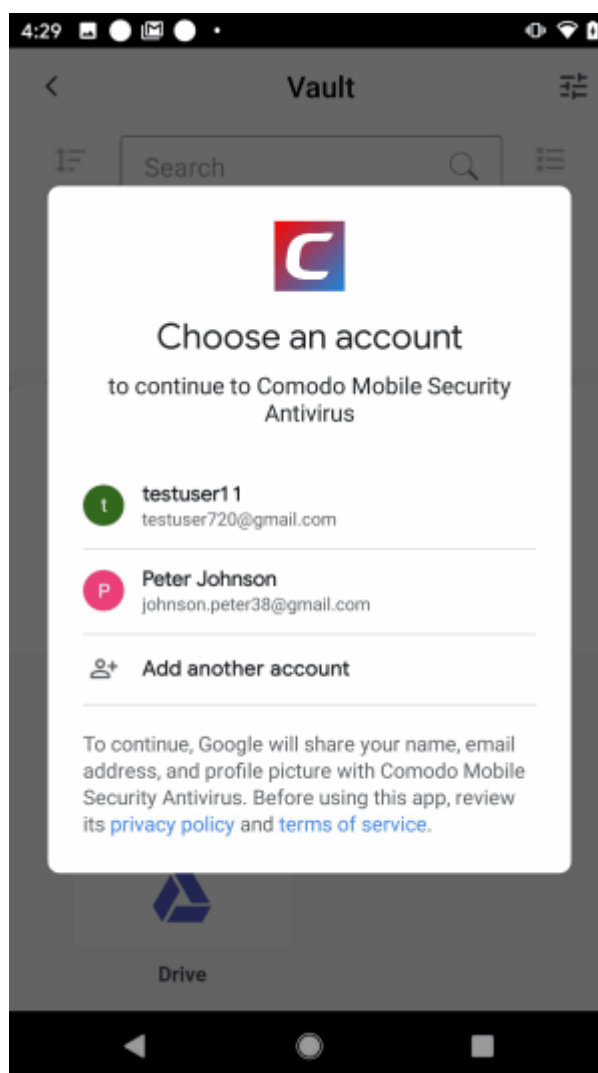 4:29
Vault
Search
C
Choose an account
to continue to Comodo Mobile Security
Antivirus
t
testuser11
testuser720@gmail.com
P
Peter Johnson
johnson.peter38@gmail.com
Add another account
To continue, Google will share your name, email
address, and profile picture with Comodo Mobile
Security Antivirus. Before using this app, review
its privacy policy and terms of service.
Drive